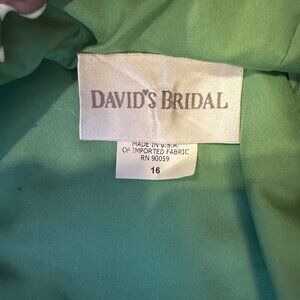 DAVID'S BRIDAL
MADE IN U.S.A.
OF IMPORTED FABRIC
RN 90059
16